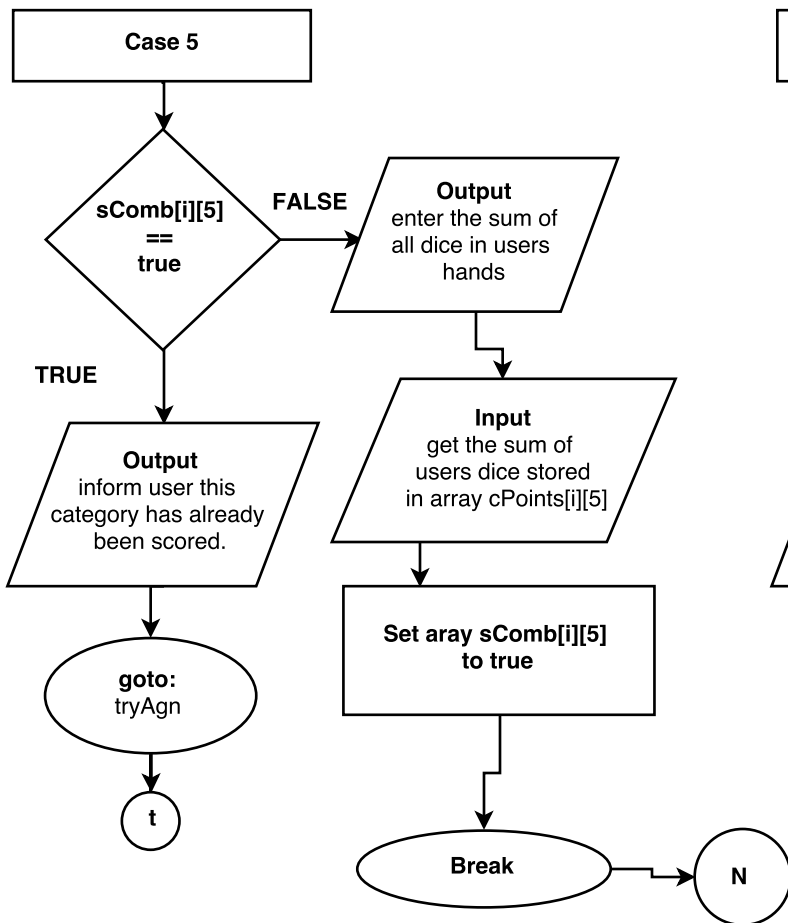 Case 5
sComb[i][5]
==
true
FALSE
Output
enter the sum of
all dice in users
hands
TRUE
Output
inform user this
category has already
been scored.
Input
get the sum of
users dice stored
in array cPoints[i][5]
goto:
tryAgn
t
Set aray sComb[i][5]
to true
Break
N